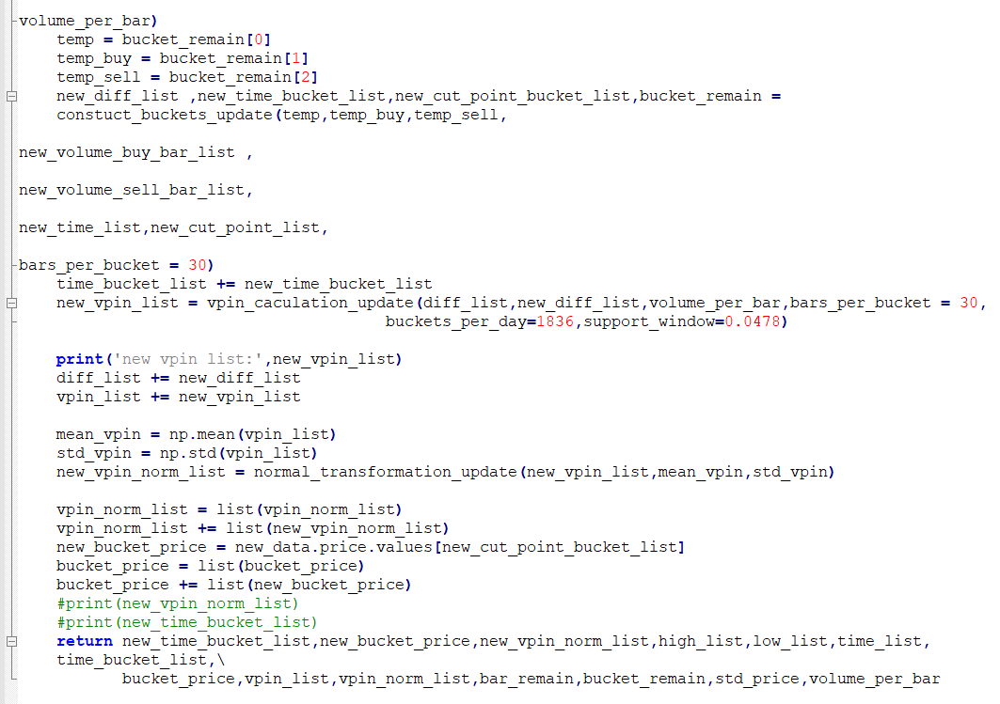 volume_per_bar)
temp = bucket_remain[0]
temp_buy = bucket_remain[1]
temp_sell = bucket_remain[2]
new_diff_list ,new_time_bucket_list,new_cut_point_bucket_list,bucket_remain =
constuct_buckets_update(temp,temp_buy,temp_sell,
new_volume_buy_bar_list ,
new_volume_sell_bar_list,
new_time_list,new_cut_point_list,
bars_per_bucket = 30)
time_bucket_list += new_time_bucket_list
new_vpin_list = vpin_caculation_update(diff_list,new_diff_list,volume_per_bar,bars_per_bucket = 30,
buckets_per_day=1836,support_window=0.0478)
print('new vpin list:',new_vpin_list)
diff_list += new_diff_list
vpin_list += new_vpin_list
mean_vpin = np.mean(vpin_list)
std_vpin = np.std(vpin_list)
new_vpin_norm_list = normal_transformation_update(new_vpin_list,mean_vpin,std_vpin)
vpin_norm_list = list(vpin_norm_list)
vpin_norm_list += list(new_vpin_norm_list)
new_bucket_price = new_data.price.values[new_cut_point_bucket_list]
bucket_price = list(bucket_price)
bucket_price += list(new_bucket_price)
#print(new_vpin_norm_list)
#print(new_time_bucket_list)
return new_time_bucket_list,new_bucket_price,new_vpin_norm_list,high_list,low_list,time_list,
time_bucket_list,\
bucket_price,vpin_list,vpin_norm_list,bar_remain,bucket_remain,std_price,volume_per_bar